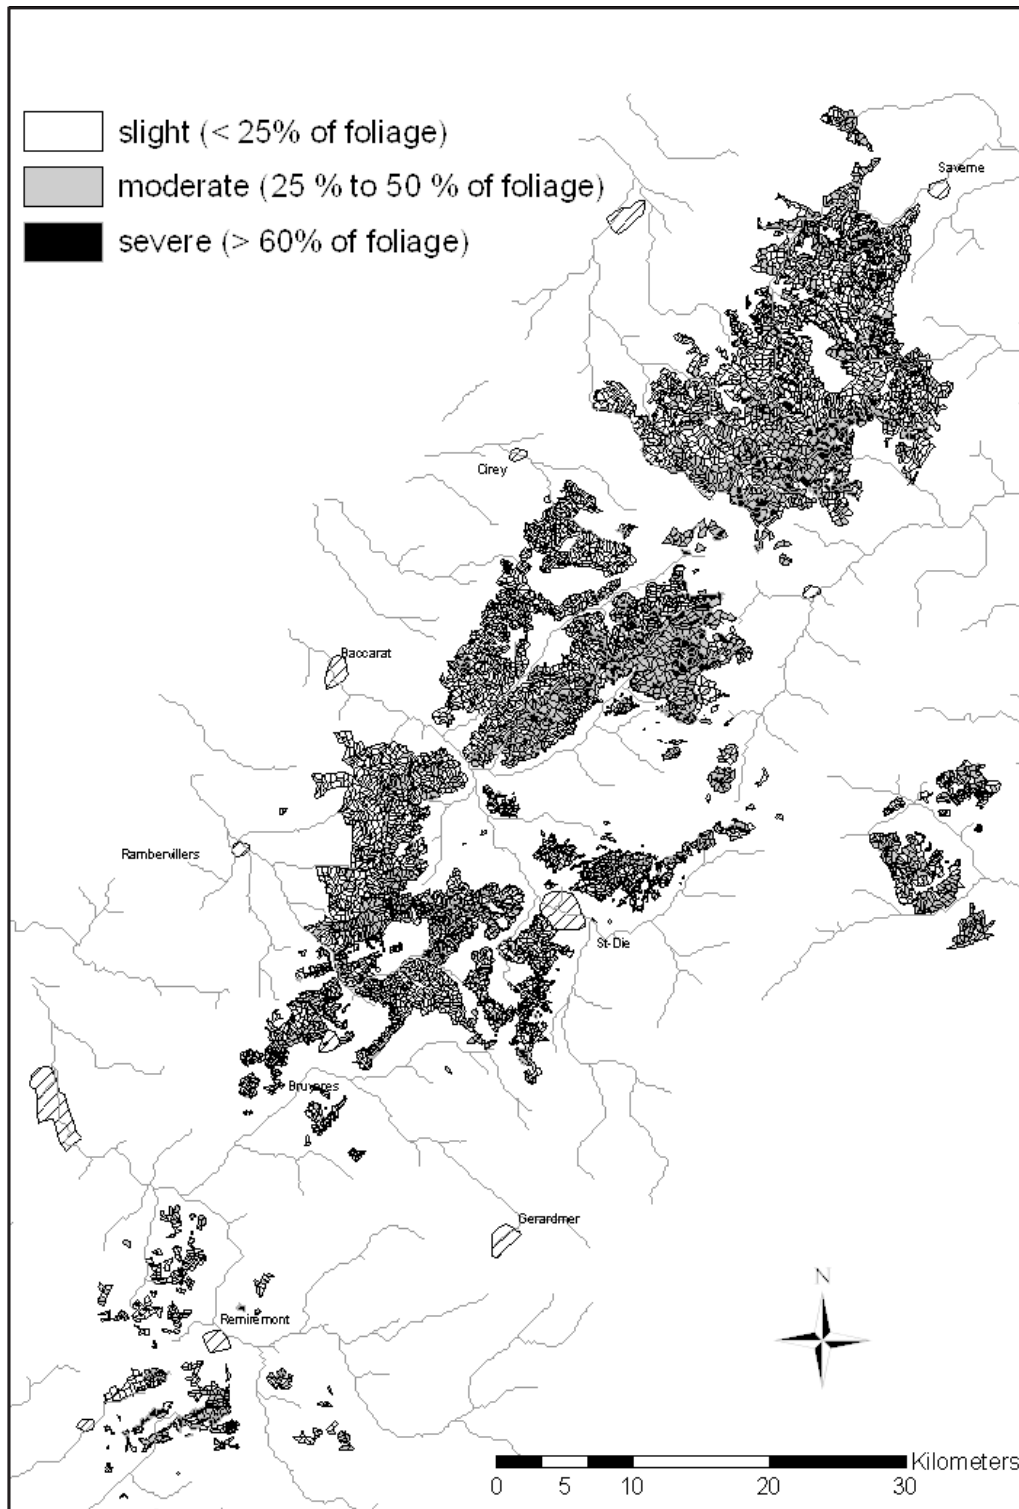 slight (< 25% of foliage)
moderate (25 % to 50 % of foliage)
severe (> 60% of foliage)
Saverne
Cirey
Baccarat
Rambervillers
St-Die
Bruyeres
Gerardmer
Remiremont
N
Kilometers
0 5 10 20 30